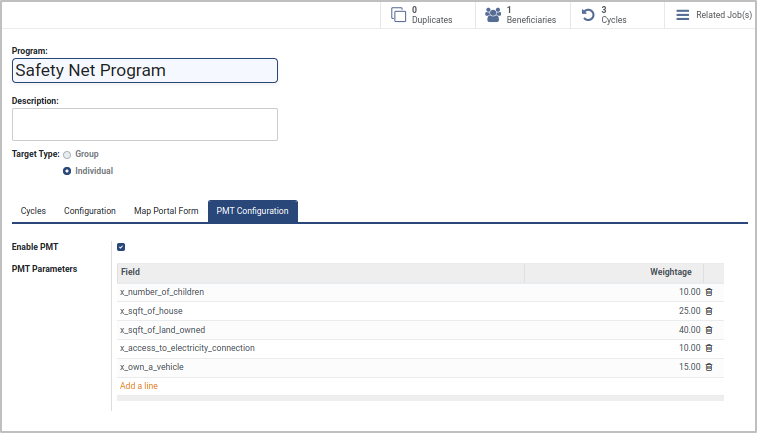 0 Duplicates
1 Beneficiaries
3 Cycles
Related Job(s)
Program:
Safety Net Program
Description:
Target Type: Group
Individual
Cycles Configuration Map Portal Form PMT Configuration
Enable PMT
PMT Parameters
Field Weightage
x_number_of_children 10.00
x_sqft_of_house 25.00
x_sqft_of_land_owned 40.00
x_access_to_electricity_connection 10.00
x_own_a_vehicle 15.00
Add a line